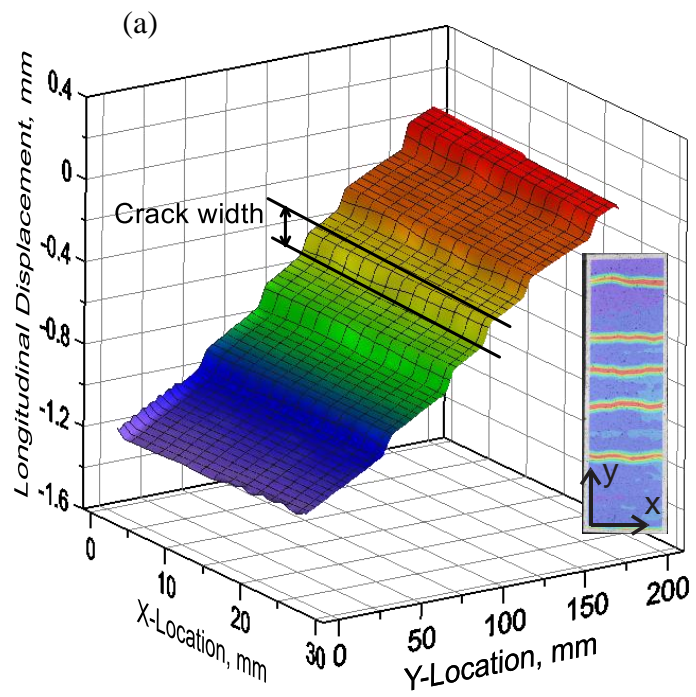 (a)
Longitudinal Displacement, mm
0.4
0
-0.4
-0.8
-1.2
-1.6
Crack width
y
x
0
10
20
30
X-Location, mm
0
50
100
150
200
Y-Location, mm